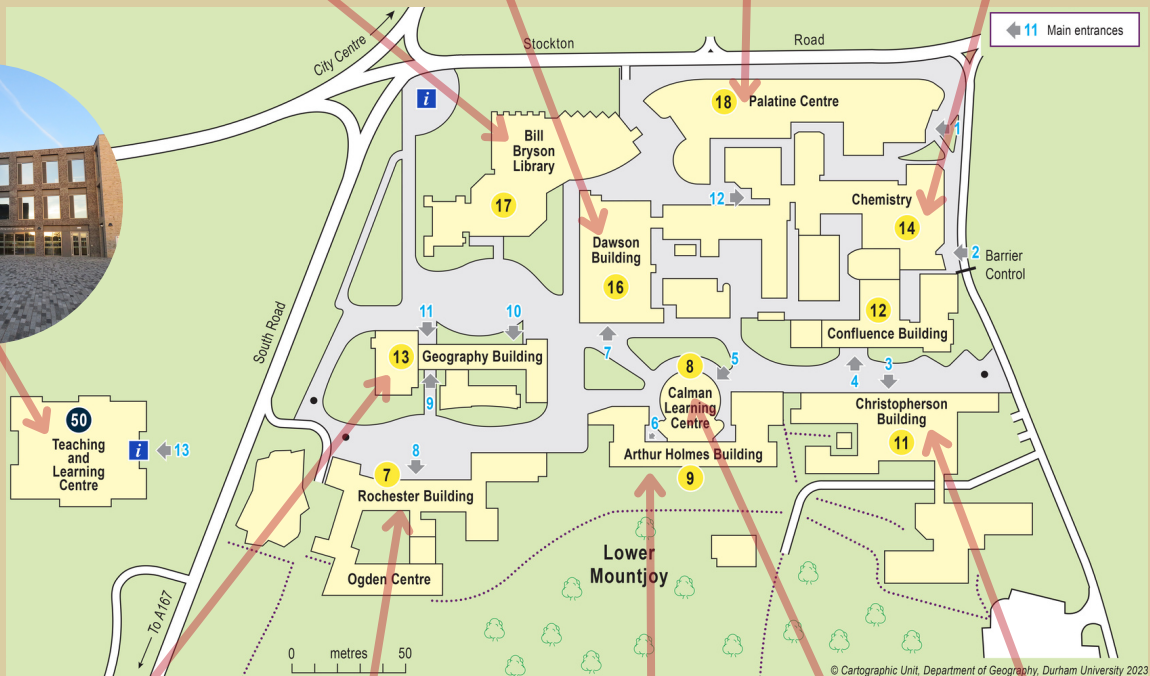 11 Main entrances
City Centre
Stockton Road
i
18 Palatine Centre
1
Bill
Bryson
Library
17
12
Chemistry
14
2 Barrier
Control
Dawson
Building
16
12
Confluence Building
South Road
11
10
13 Geography Building
9
7
8
5
Calman
Learning
Centre
4
3
Christopherson
Building
11
6
Arthur Holmes Building
9
50
Teaching
and
Learning
Centre
i 13
8
7
Rochester Building
Ogden Centre
Lower
Mountjoy
To A167
0 metres 50
© Cartographic Unit, Department of Geography, Durham University 2023